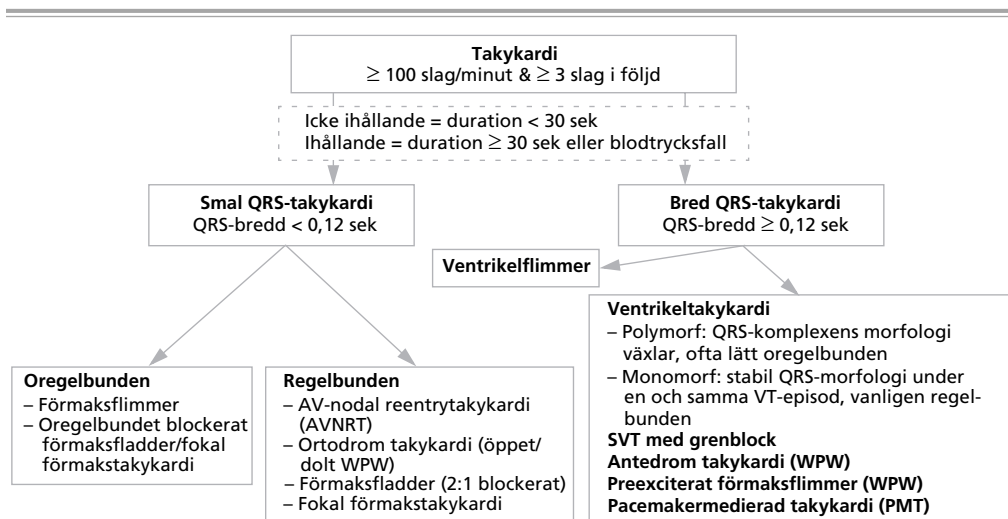 Takykardi
≥ 100 slag/minut & ≥ 3 slag i följd
Icke ihållande = duration < 30 sek
Ihållande = duration ≥ 30 sek eller blodtrycksfall
Smal QRS-takykardi
QRS-bredd < 0,12 sek
Bred QRS-takykardi
QRS-bredd ≥ 0,12 sek
Ventrikelflimmer
Oregelbunden
– Förmaksflimmer
– Oregelbundet blockerat
förmaksfladder/fokal
förmakstakykardi
Regelbunden
– AV-nodal reentrytakykardi
(AVNRT)
– Ortodrom takykardi (öppet/
dolt WPW)
– Förmaksfladder (2:1 blockerat)
– Fokal förmakstakykardi
Ventrikeltakykardi
– Polymorf: QRS-komplexens morfologi
växlar, ofta lätt oregelbunden
– Monomorf: stabil QRS-morfologi under
en och samma VT-episod, vanligen regel-
bunden
SVT med grenblock
Antedrom takykardi (WPW)
Preexciterat förmaksflimmer (WPW)
Pacemakermedierad takykardi (PMT)